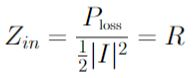 $Z_{in} = \frac{P_{\text{loss}}}{\frac{1}{2}|I|^2} = R$